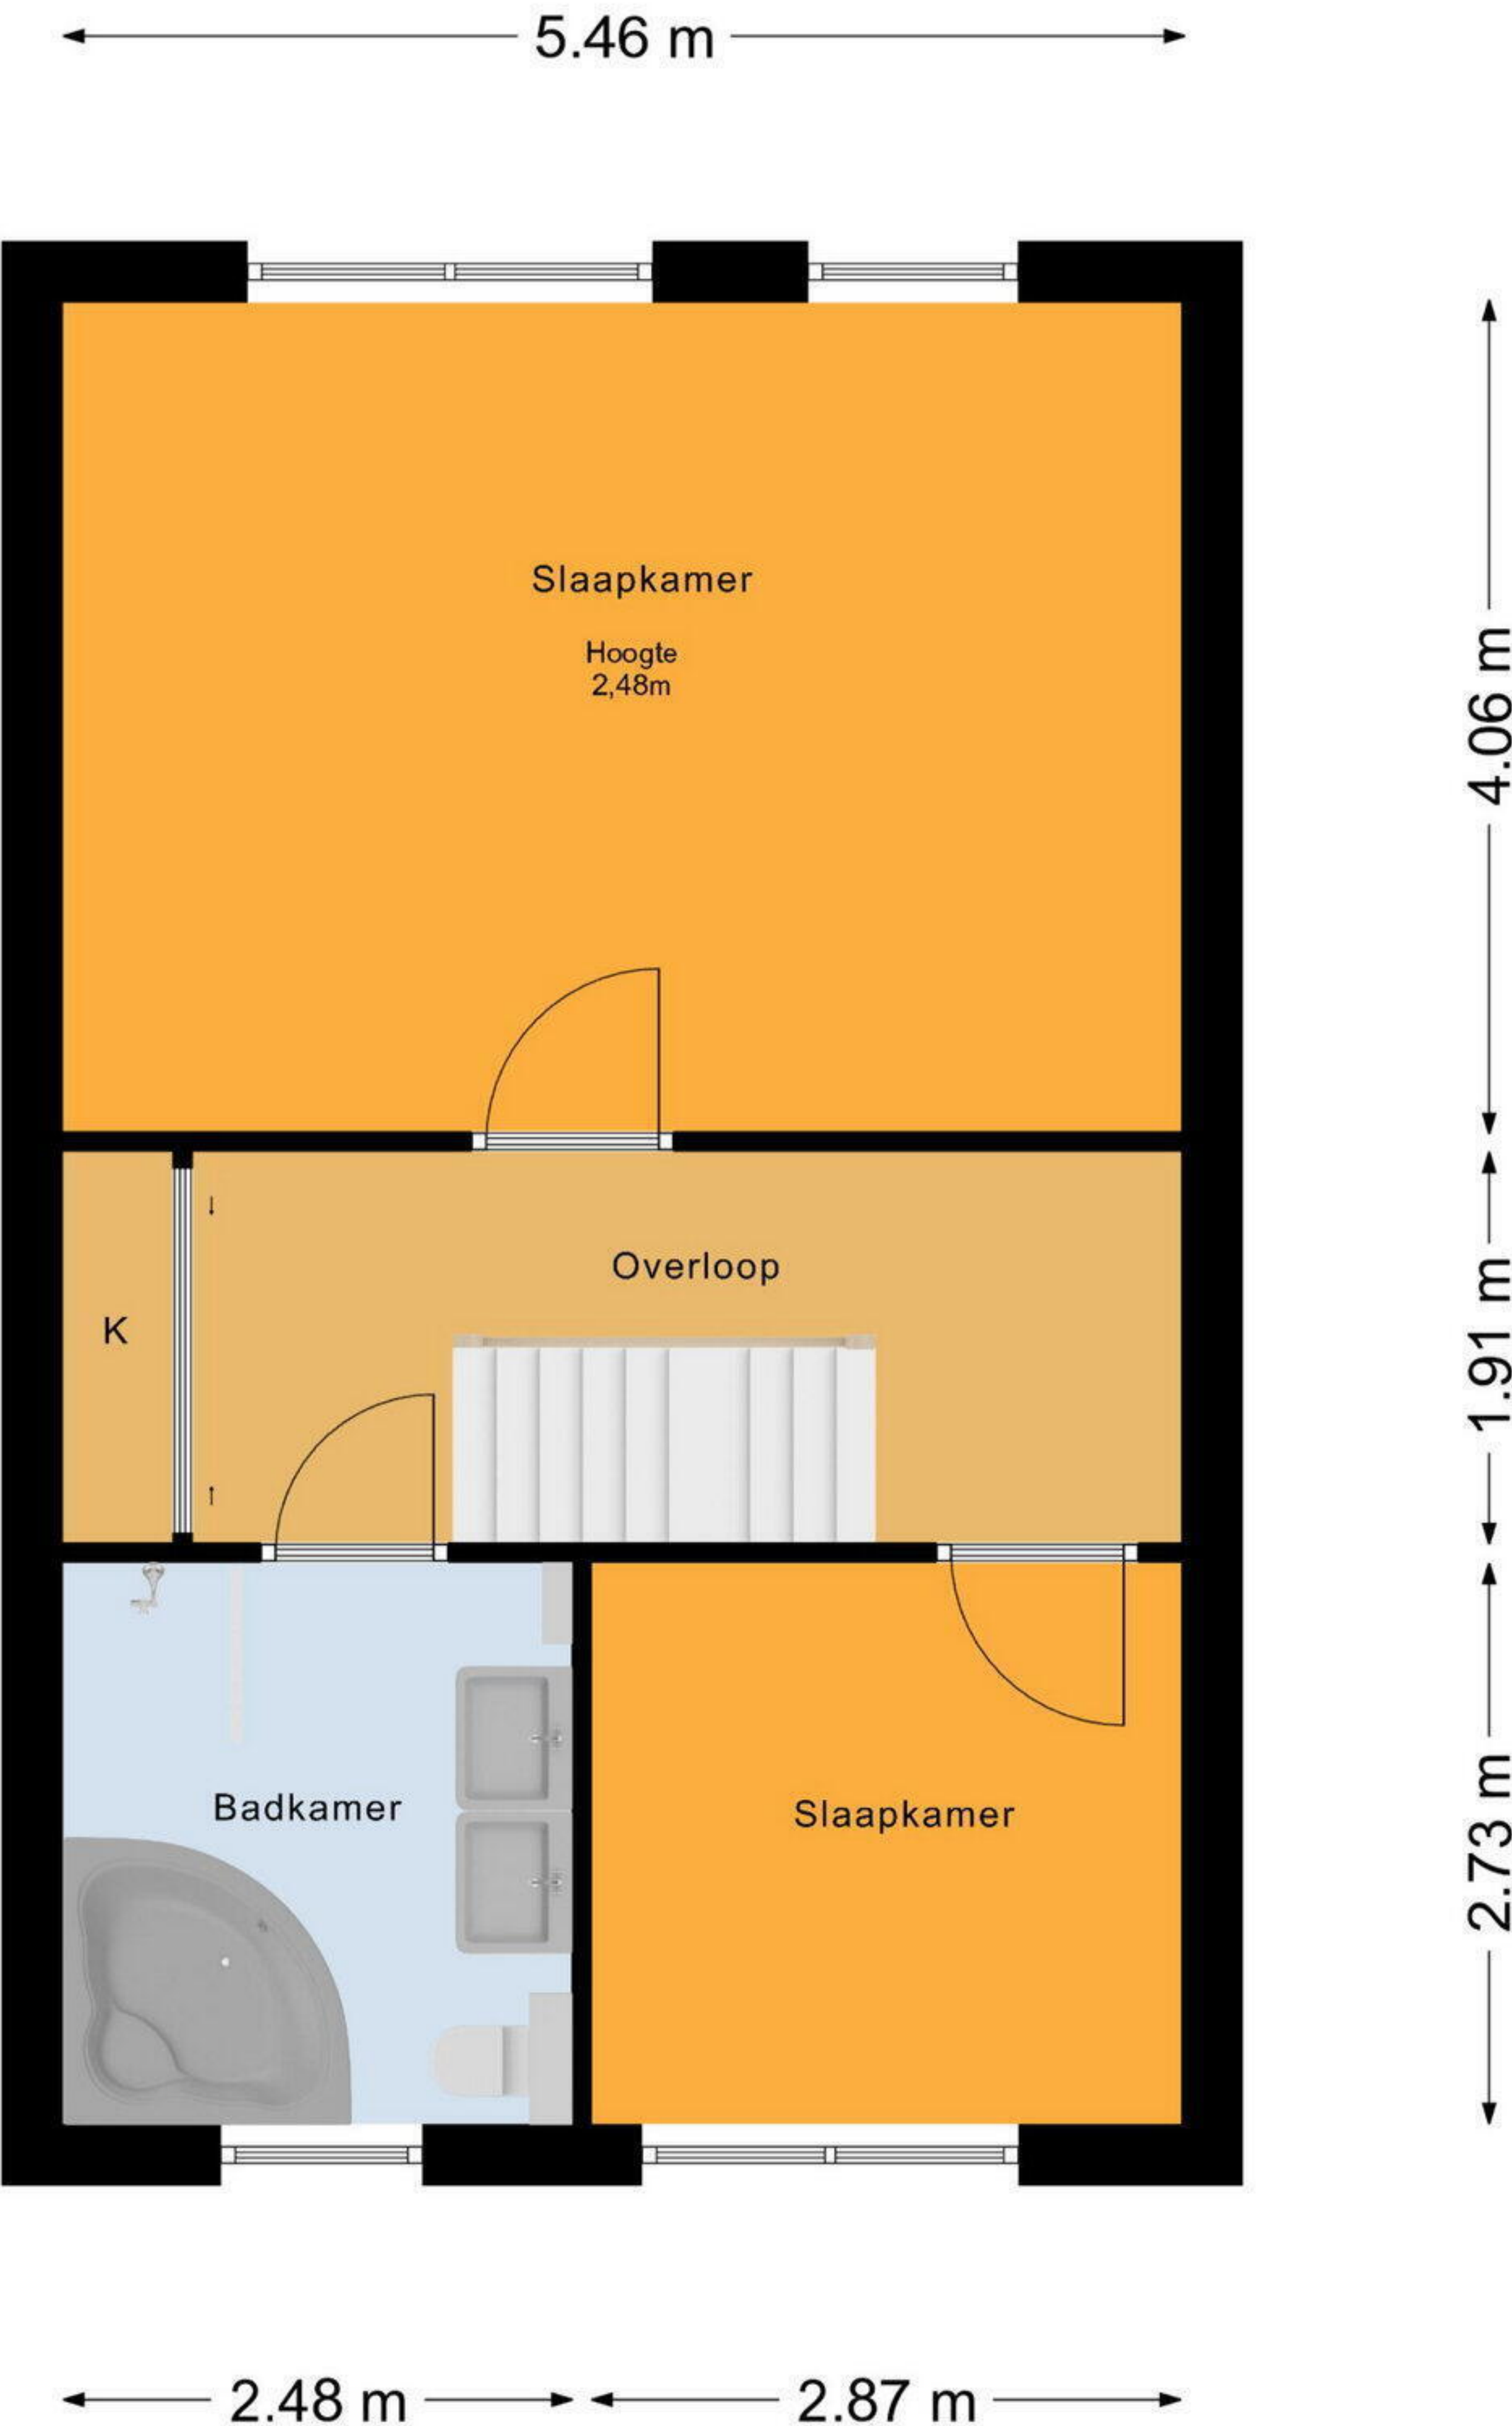 5.46 m
Slaapkamer
Hoogte
2,48m
4.06 m
Overloop
K
1.91 m
Badkamer
Slaapkamer
2.73 m
2.48 m
2.87 m